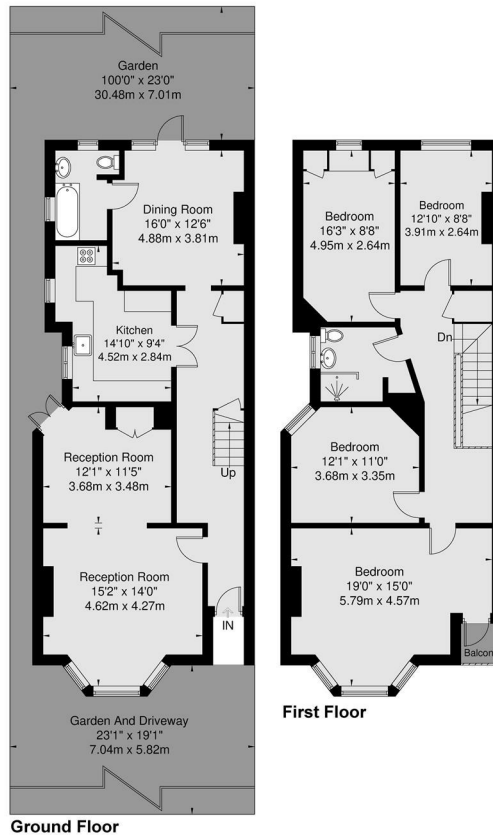 Garden
100'0" x 23'0"
30.48m x 7.01m
Dining Room
16'0" x 12'6"
4.88m x 3.81m
Kitchen
14'10" x 9'4"
4.52m x 2.84m
Reception Room
12'1" x 11'5"
3.68m x 3.48m
Up
Reception Room
15'2" x 14'0"
4.62m x 4.27m
IN
Garden And Driveway
23'1" x 19'1"
7.04m x 5.82m
Ground Floor
Bedroom
16'3" x 8'8"
4.95m x 2.64m
Bedroom
12'10" x 8'8"
3.91m x 2.64m
Dn
Bedroom
12'1" x 11'0"
3.68m x 3.35m
Bedroom
19'0" x 15'0"
5.79m x 4.57m
Balcon
First Floor